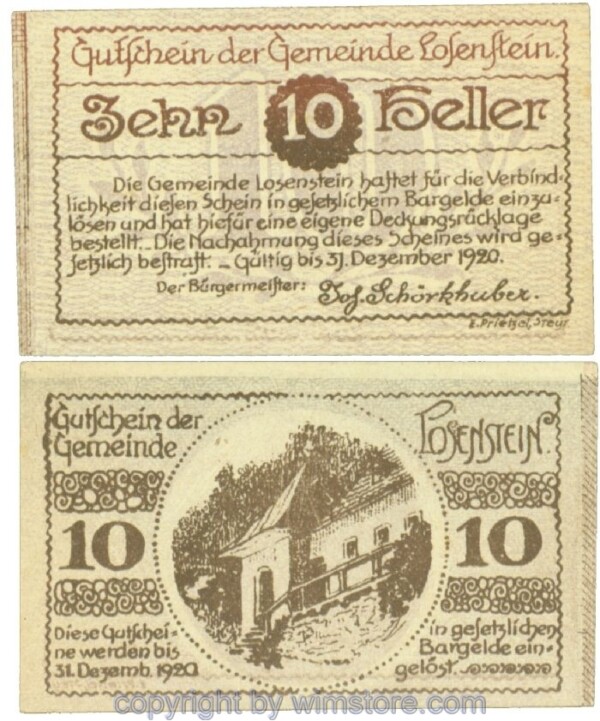 Gutschein der Gemeinde Losenstein.
Zehn 10 Heller
Die Gemeinde Losenstein haftet für die Verbind-
lichkeit diesen Schein in gesetzlichem Bargelde einzu-
lösen und hat hiefür eine eigene Deckungsrücklage
bestellt. – Die Nachahmung dieses Scheines wird ge-
setzlich bestraft. – Gültig bis 31. Dezember 1920.
Der Bürgermeister: Jos. Schörkhuber.
E. Prietzel, Steyr
Gutschein der
Gemeinde
LOSENSTEIN.
10
10
Diese Gutschei-
ne werden bis
31. Dezemb. 1920
in gesetzlichen
Bargelde ein-
gelöst.
copyright by wimstore.com